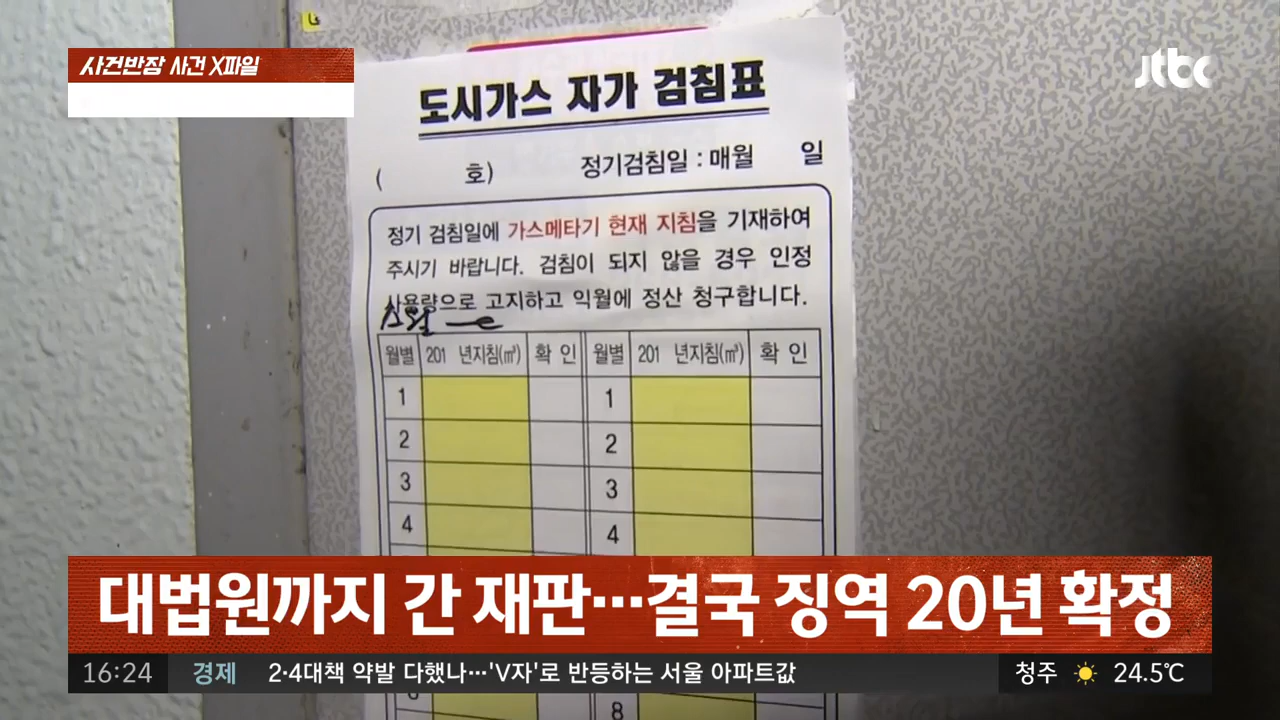 사건반장 사건 X파일
jtbc
도시가스 자가 검침표
( 호) 정기검침일 : 매월 일
정기 검침일에 가스메타기 현재 지침을 기재하여
주시기 바랍니다. 검침이 되지 않을 경우 인정
사용량으로 고지하고 익월에 정산 청구합니다.
월별 201 년지침(㎥) 확 인 월별 201 년지침(㎥) 확 인
1 1
2 2
3 3
4 4
대법원까지 간 재판…결국 징역 20년 확정
16:24 경제 2·4대책 약발 다했나…'V자'로 반등하는 서울 아파트값 청주 24.5℃
8